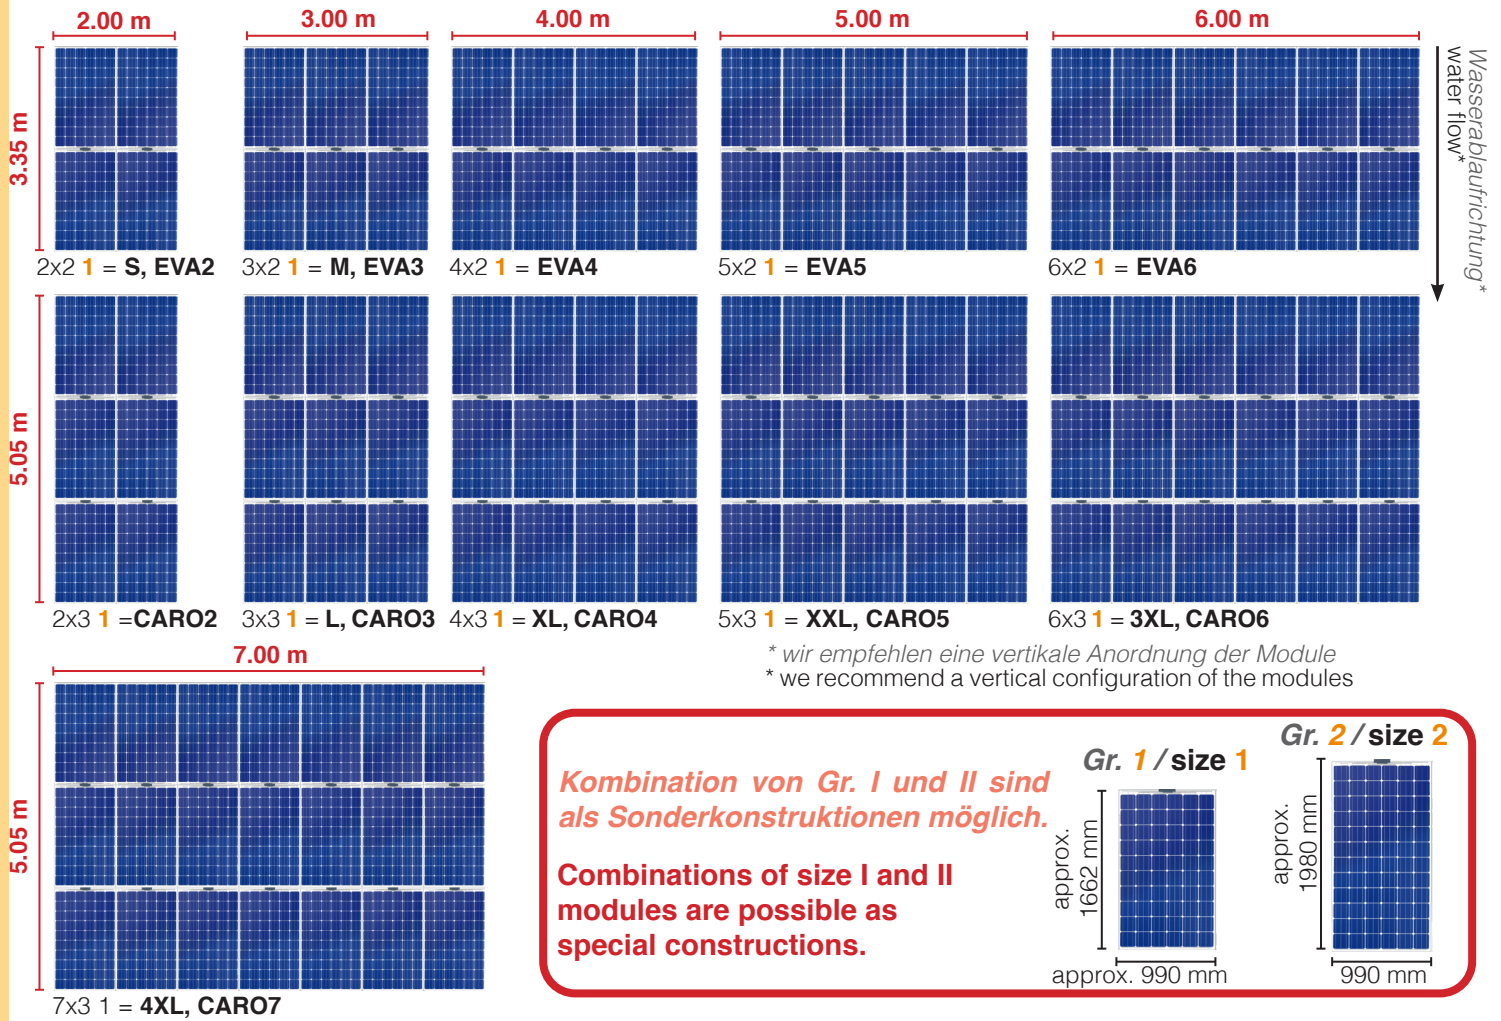 2.00 m
3.00 m
4.00 m
5.00 m
6.00 m
3.35 m
Wasserablaufrichtung*
water flow*
2x2 1 = S, EVA2
3x2 1 = M, EVA3
4x2 1 = EVA4
5x2 1 = EVA5
6x2 1 = EVA6
5.05 m
2x3 1 =CARO2
3x3 1 = L, CARO3
4x3 1 = XL, CARO4
5x3 1 = XXL, CARO5
6x3 1 = 3XL, CARO6
7.00 m
* wir empfehlen eine vertikale Anordnung der Module
* we recommend a vertical configuration of the modules
5.05 m
7x3 1 = 4XL, CARO7
Kombination von Gr. I und II sind
als Sonderkonstruktionen möglich.
Combinations of size I and II
modules are possible as
special constructions.
Gr. 1 / size 1
approx.
1662 mm
approx. 990 mm
Gr. 2 / size 2
approx.
1980 mm
990 mm